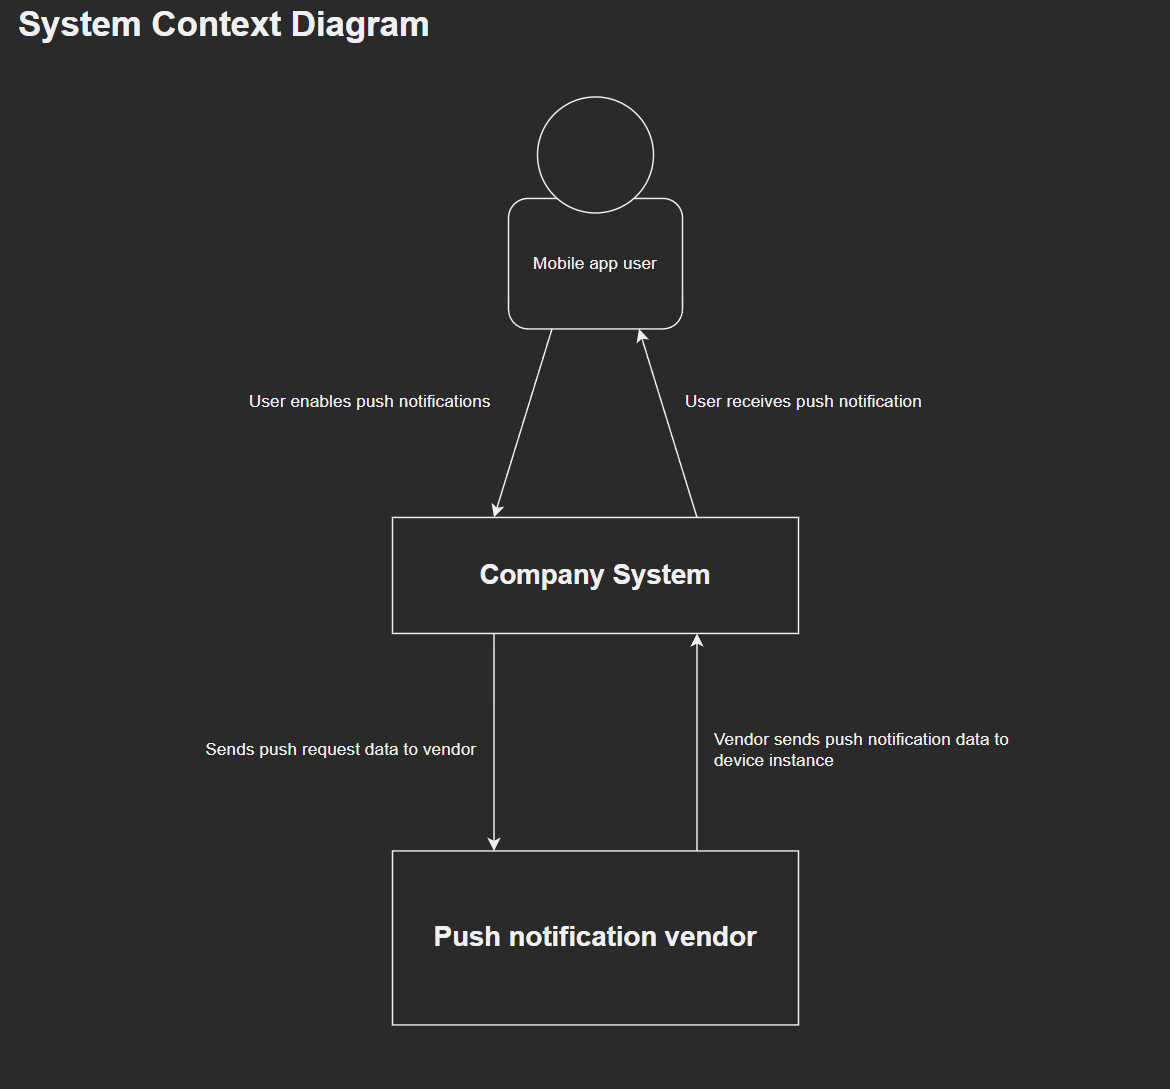 System Context Diagram
Mobile app user
User enables push notifications
User receives push notification
Company System
Sends push request data to vendor
Vendor sends push notification data to
device instance
Push notification vendor